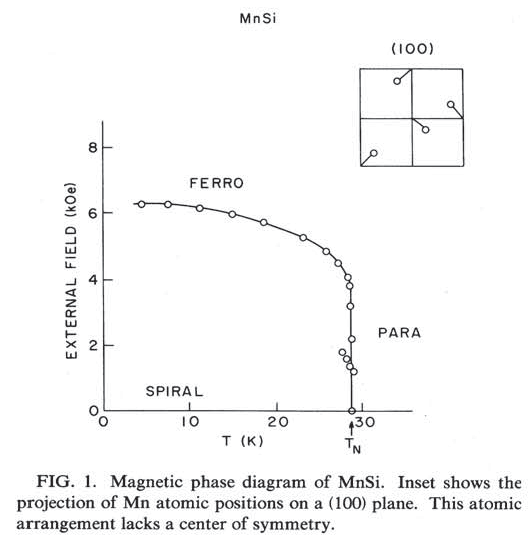 MnSi
(100)
8
6
4
2
0
EXTERNAL FIELD (kOe)
FERRO
PARA
SPIRAL
0
10
20
30
T (K)
T_N
FIG. 1. Magnetic phase diagram of MnSi. Inset shows the
projection of Mn atomic positions on a (100) plane. This atomic
arrangement lacks a center of symmetry.